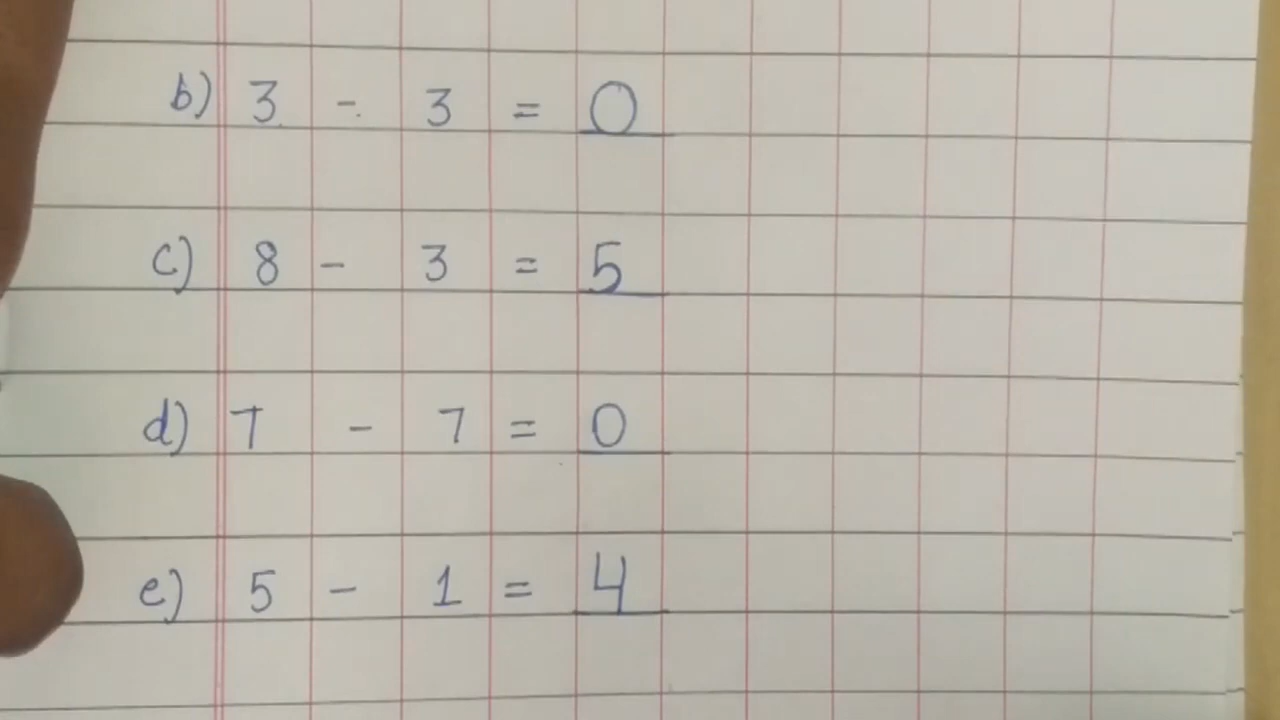 b) 3 - 3 = 0
c) 8 - 3 = 5
d) 7 - 7 = 0
e) 5 - 1 = 4